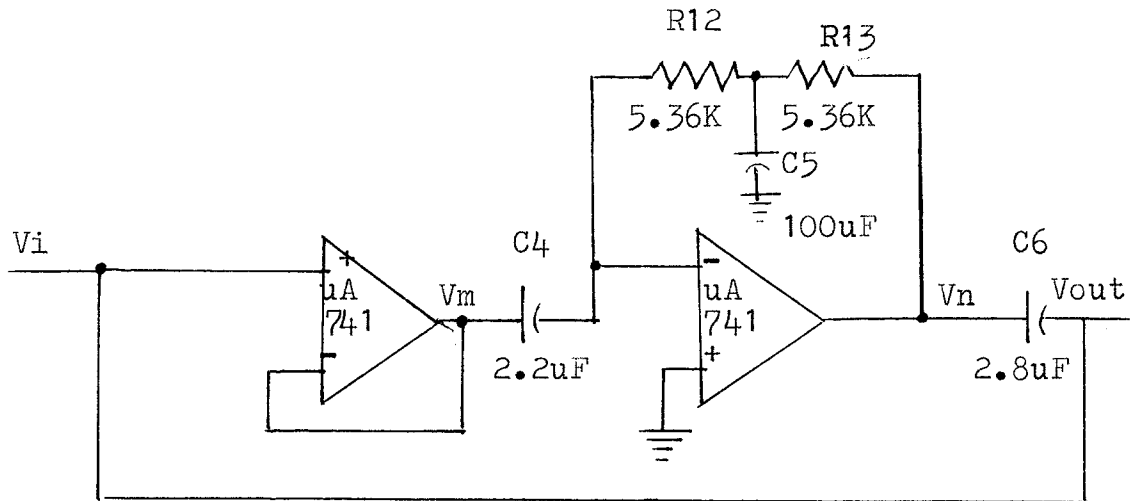 R12
R13
5.36K
5.36K
C5
100uF
Vi
+
uA
741
-
Vm
C4
2.2uF
-
uA
741
+
Vn
C6
2.8uF
Vout